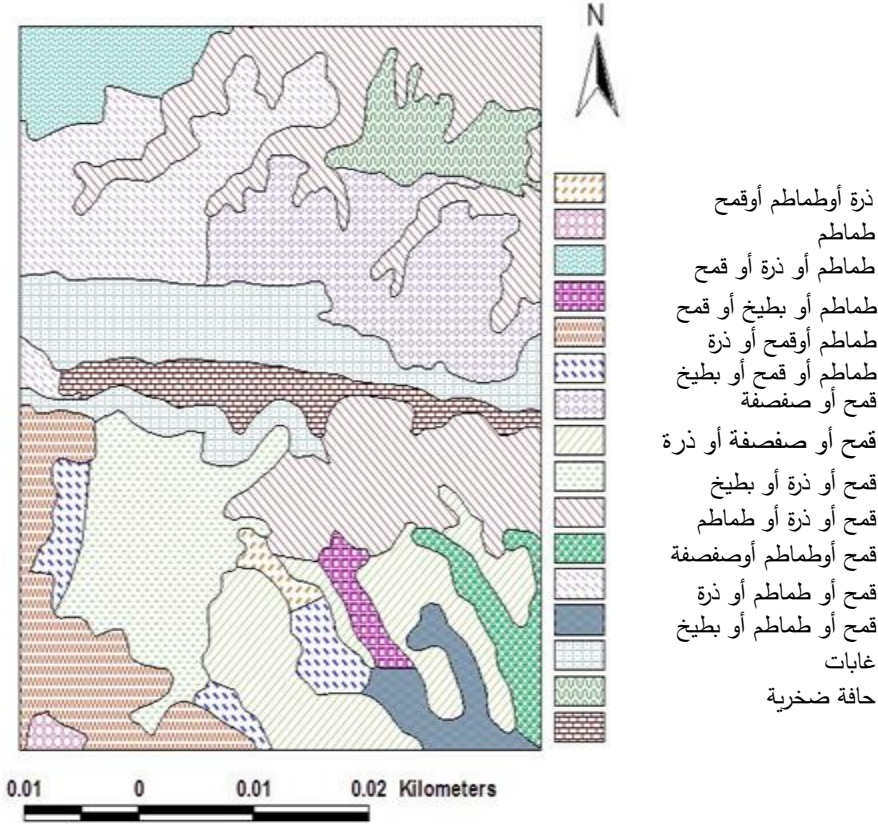 N
ذرة أوطماطم أوقمح
طماطم
طماطم أو ذرة أو قمح
طماطم أو بطيخ أو قمح
طماطم أوقمح أو ذرة
طماطم أو قمح أو بطيخ
قمح أو صفصفة
قمح أو صفصفة أو ذرة
قمح أو ذرة أو بطيخ
قمح أو ذرة أو طماطم
قمح أوطماطم أوصفصفة
قمح أو طماطم أو ذرة
قمح أو طماطم أو بطيخ
غابات
حافة ضخرية
0.01 0 0.01 0.02 Kilometers